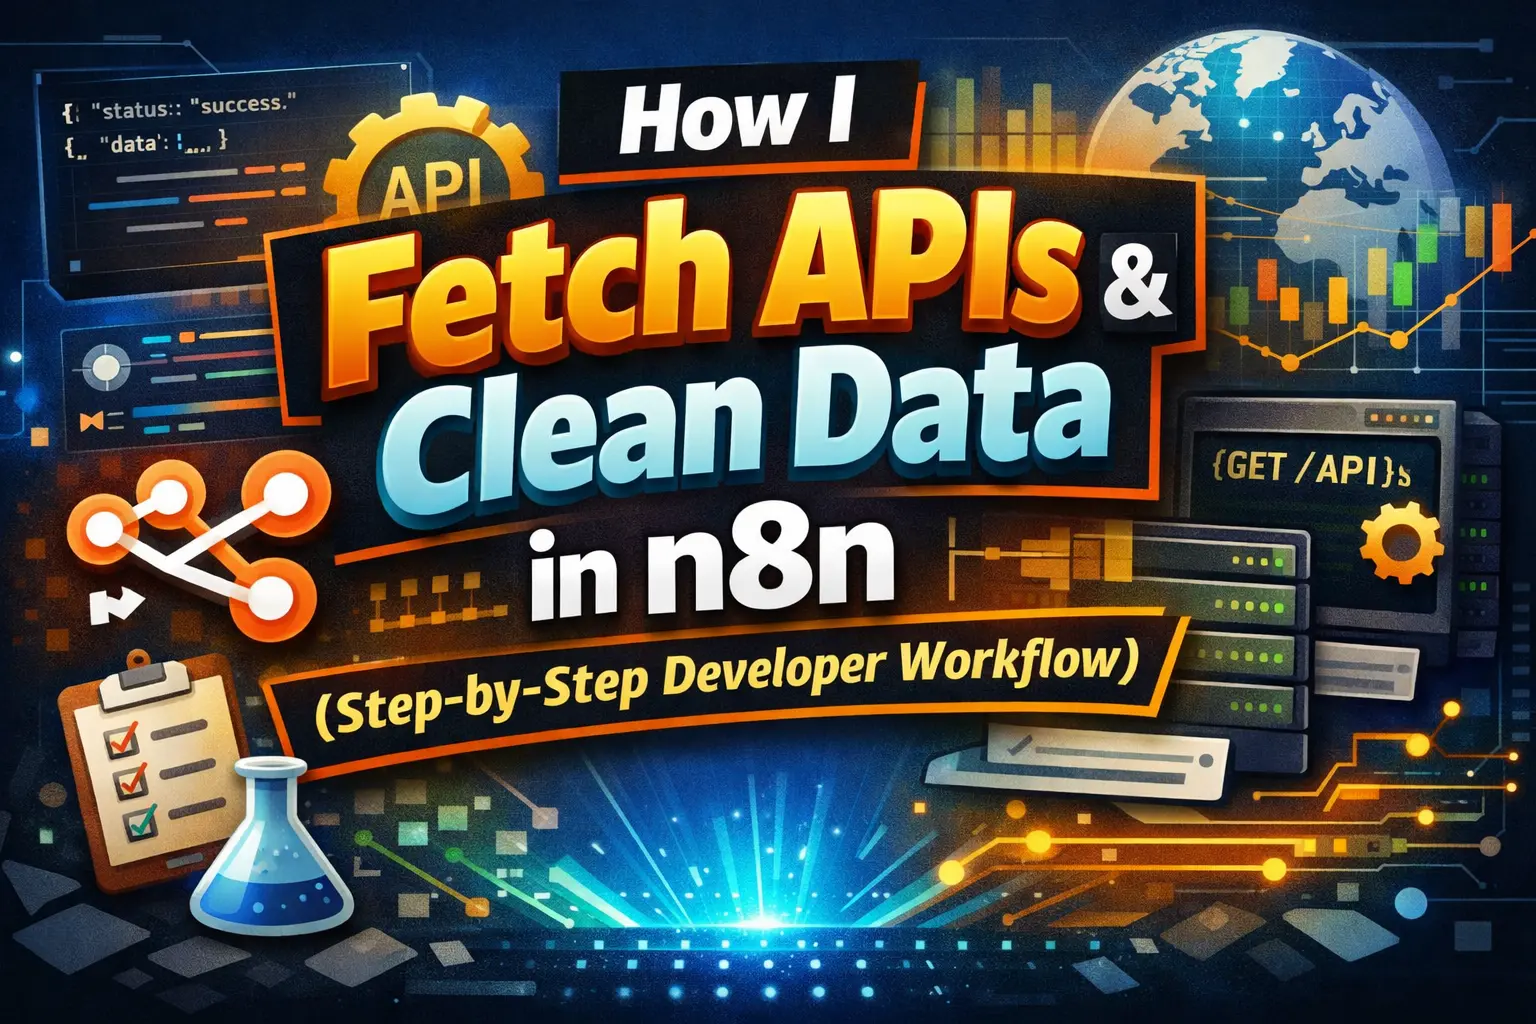 { "status:: "success."
{ "data': }
API
How I
Fetch APIs &
Clean Data
in n8n
{GET /API}s
(Step-by-Step Developer Workflow)